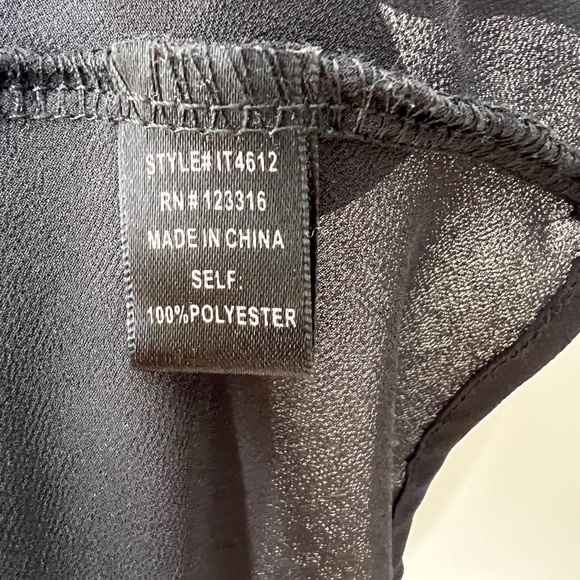 STYLE# IT4612
RN # 123316
MADE IN CHINA
SELF:
100%POLYESTER